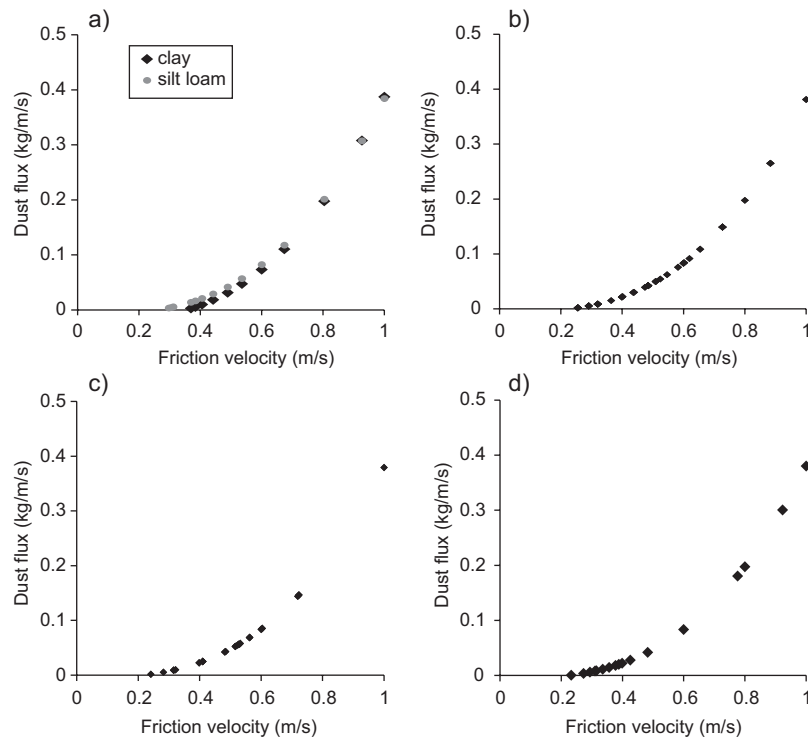 a)
clay
silt loam
0.5
0.4
0.3
0.2
0.1
0
0 0.2 0.4 0.6 0.8 1
Dust flux (kg/m/s)
Friction velocity (m/s)
b)
0.5
0.4
0.3
0.2
0.1
0
0 0.2 0.4 0.6 0.8 1
Dust flux (kg/m/s)
Friction velocity (m/s)
c)
0.5
0.4
0.3
0.2
0.1
0
0 0.2 0.4 0.6 0.8 1
Dust flux (kg/m/s)
Friction velocity (m/s)
d)
0.5
0.4
0.3
0.2
0.1
0
0 0.2 0.4 0.6 0.8 1
Dust flux (kg/m/s)
Friction velocity (m/s)